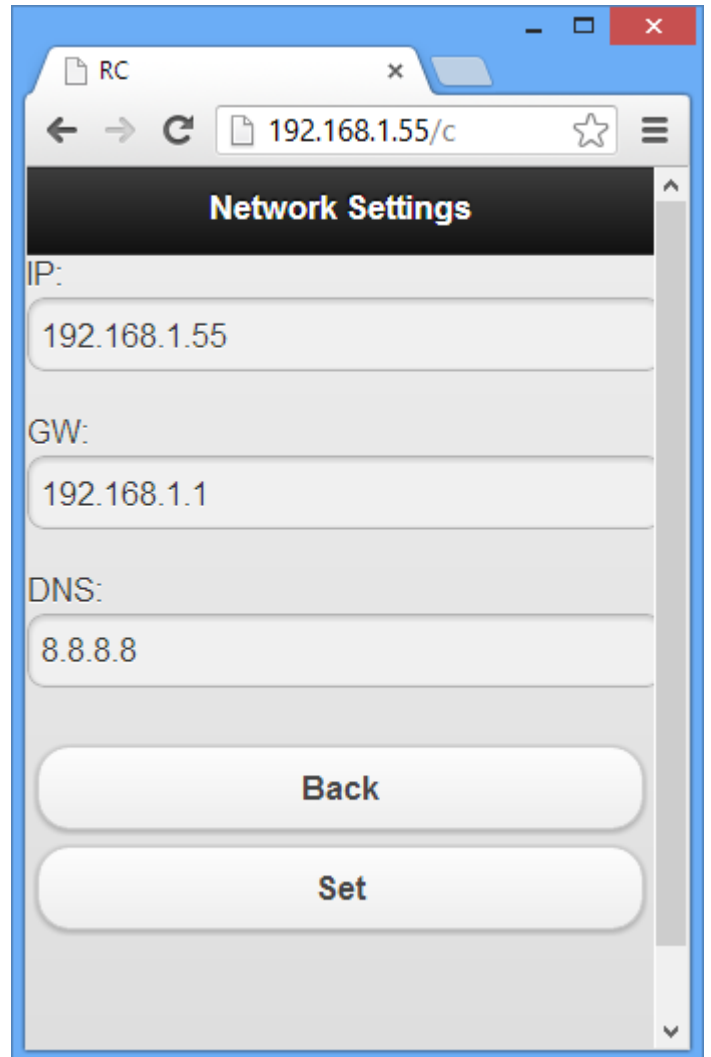 RC
192.168.1.55/c
Network Settings
IP:
192.168.1.55
GW:
192.168.1.1
DNS:
8.8.8.8
Back
Set